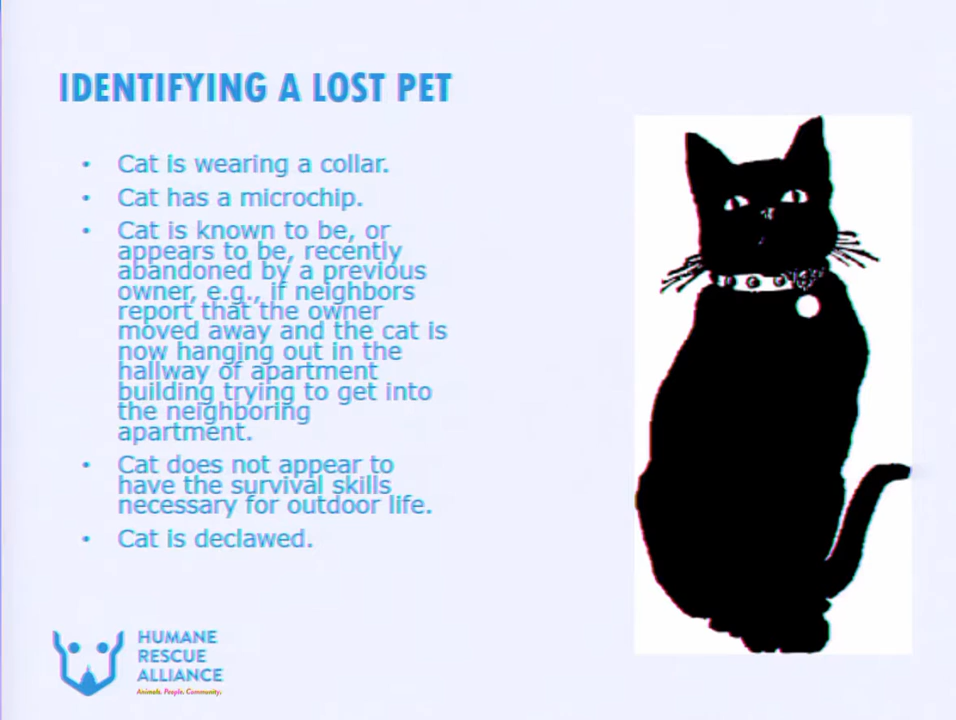 IDENTIFYING A LOST PET
• Cat is wearing a collar.
• Cat has a microchip.
• Cat is known to be, or
appears to be, recently
abandoned by a previous
owner, e.g., if neighbors
report that the owner
moved away and the cat is
now hanging out in the
hallway of apartment
building trying to get into
the neighboring
apartment.
• Cat does not appear to
have the survival skills
necessary for outdoor life.
• Cat is declawed.
HUMANE
RESCUE
ALLIANCE
Animals. People. Community.